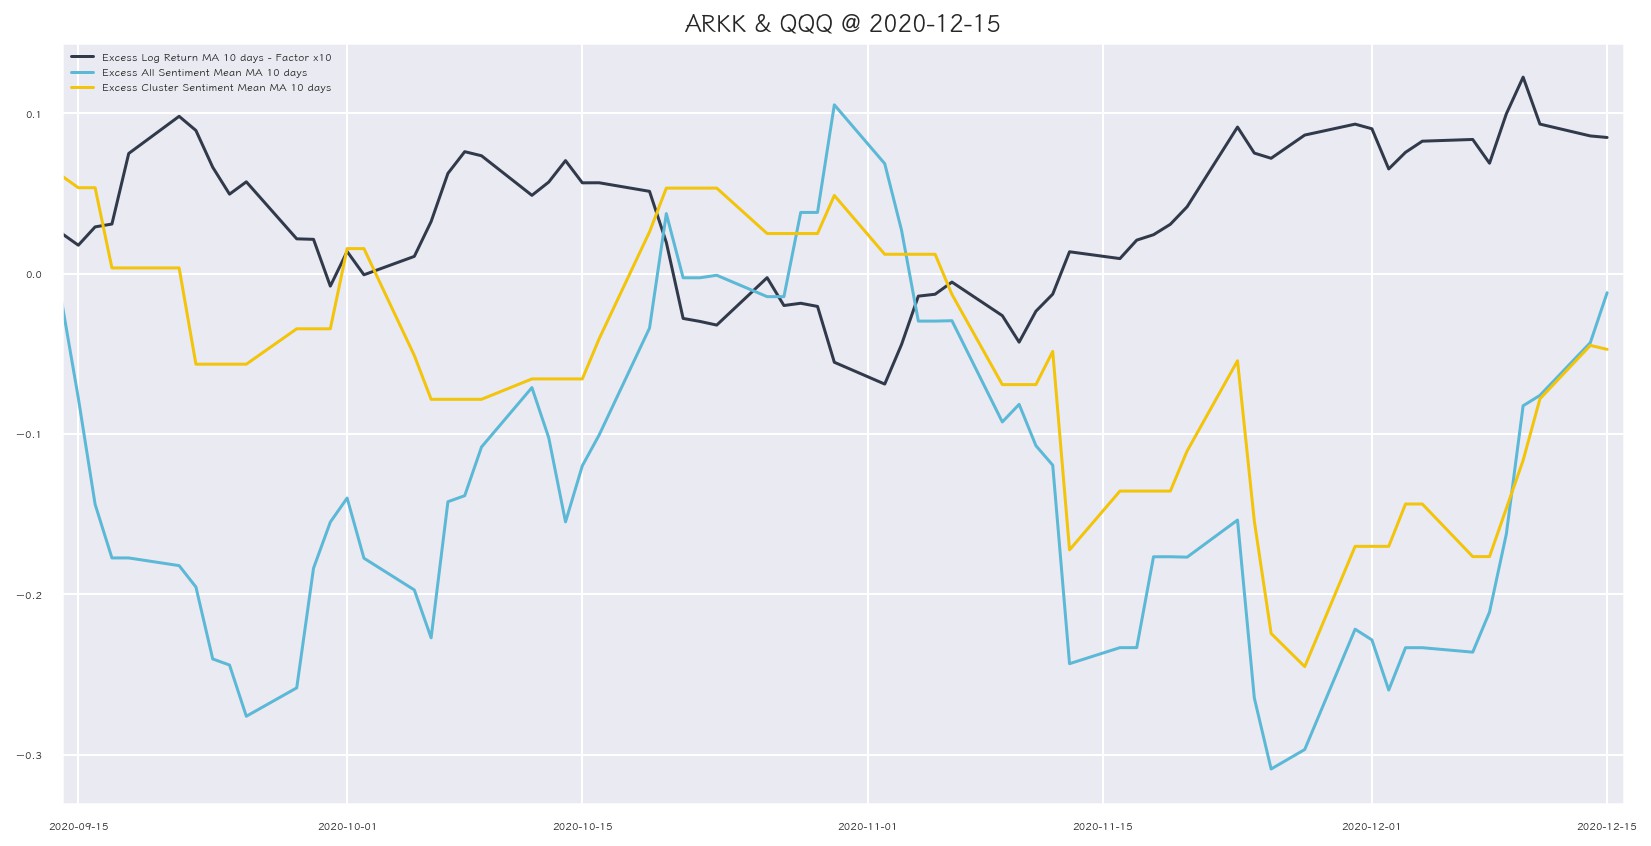 ARKK & QQQ @ 2020-12-15
Excess Log Return MA 10 days - Factor x10
Excess All Sentiment Mean MA 10 days
Excess Cluster Sentiment Mean MA 10 days
0.1
0.0
−0.1
−0.2
−0.3
2020-09-15 2020-10-01 2020-10-15 2020-11-01 2020-11-15 2020-12-01 2020-12-15